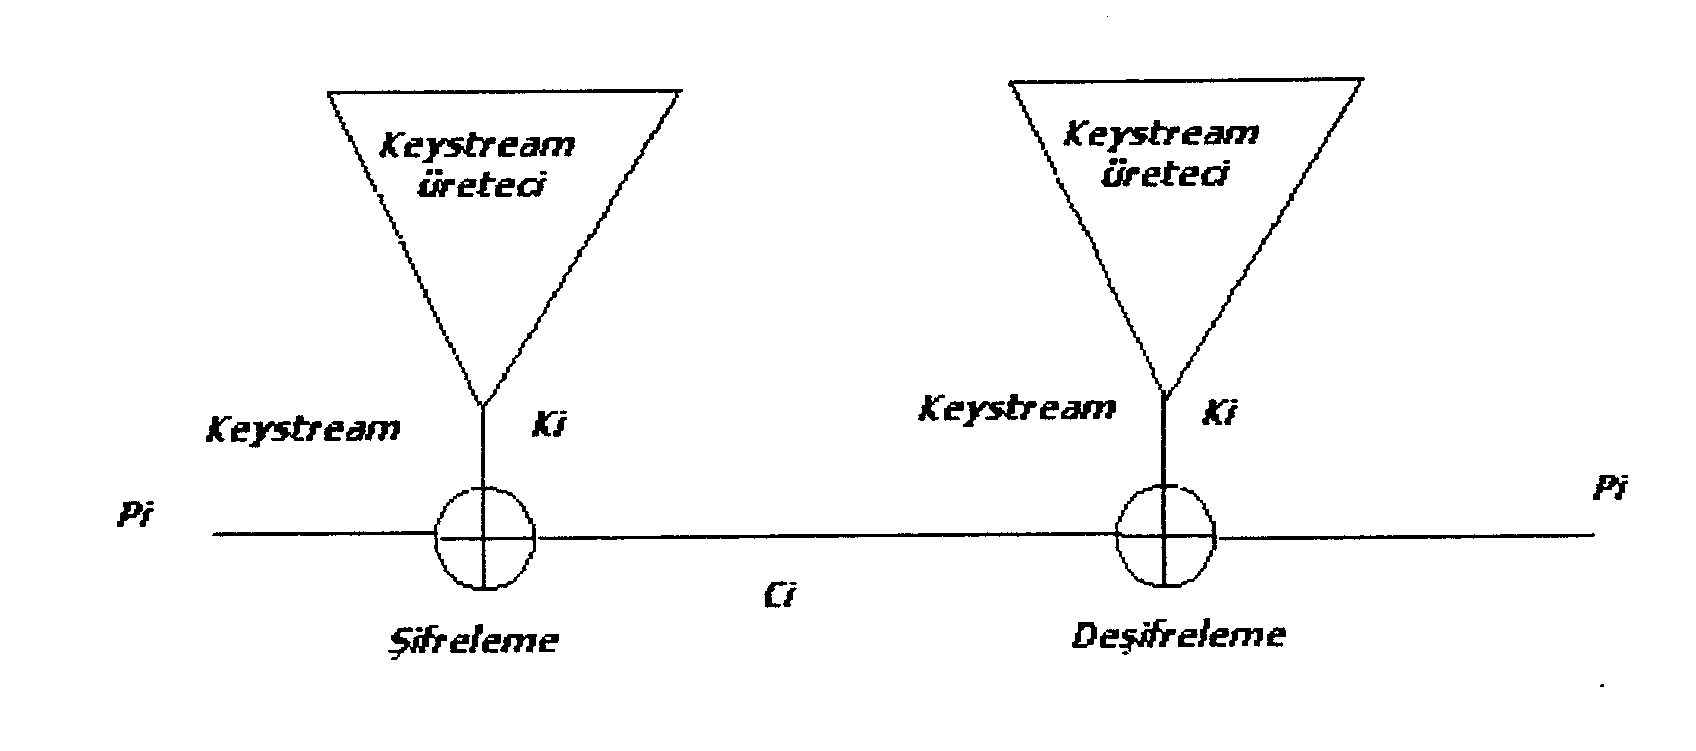 Keystream
üreteci
Keystream
üreteci
Keystream
Ki
Keystream
Ki
Pi
Pi
Ci
Şifreleme
Deşifreleme